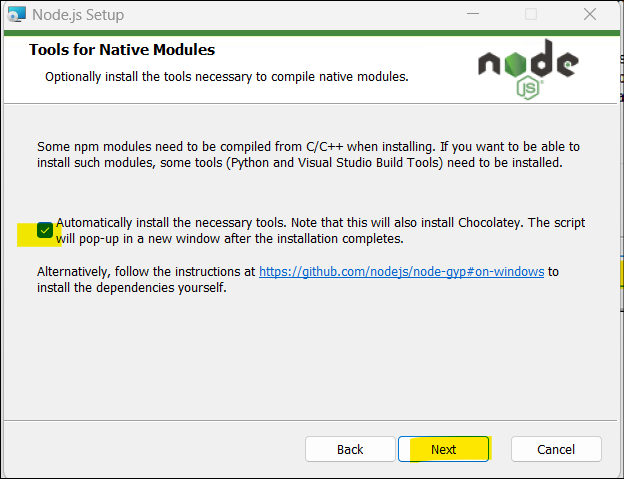 Node.js Setup
Tools for Native Modules
Optionally install the tools necessary to compile native modules.
node
JS
Some npm modules need to be compiled from C/C++ when installing. If you want to be able to
install such modules, some tools (Python and Visual Studio Build Tools) need to be installed.
Automatically install the necessary tools. Note that this will also install Chocolatey. The script
will pop-up in a new window after the installation completes.
Alternatively, follow the instructions at https://github.com/nodejs/node-gyp#on-windows to
install the dependencies yourself.
Back
Next
Cancel